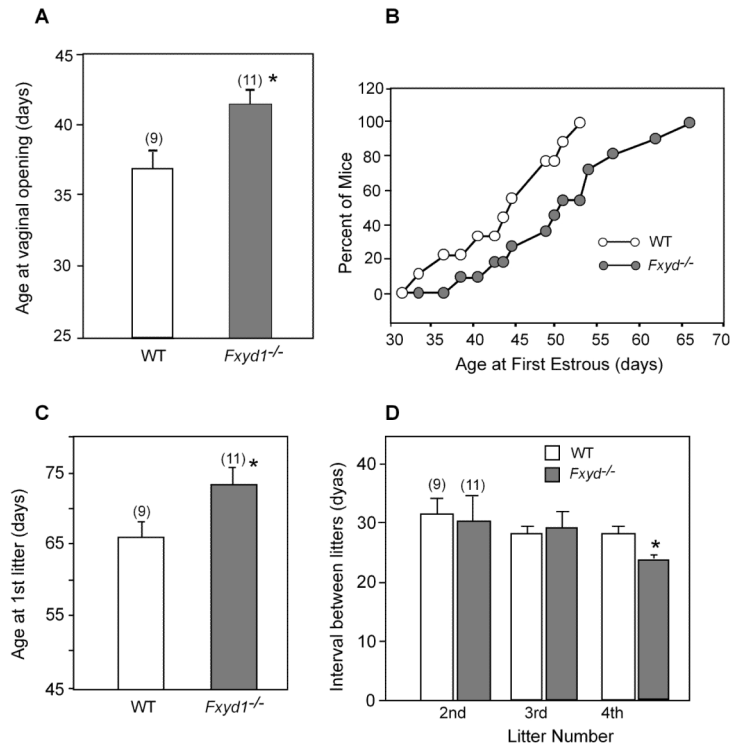 A
Age at vaginal opening (days)
45
40
35
30
25
(9)
(11) *
WT
Fxyd1-/-
B
Percent of Mice
120
100
80
60
40
20
0
WT
Fxyd-/-
30 35 40 45 50 55 60 65 70
Age at First Estrous (days)
C
Age at 1st litter (days)
75
65
55
45
(9)
(11) *
WT
Fxyd1-/-
D
Interval between litters (dyas)
40
30
20
10
0
WT
Fxyd-/-
(9) (11)
*
2nd 3rd 4th
Litter Number